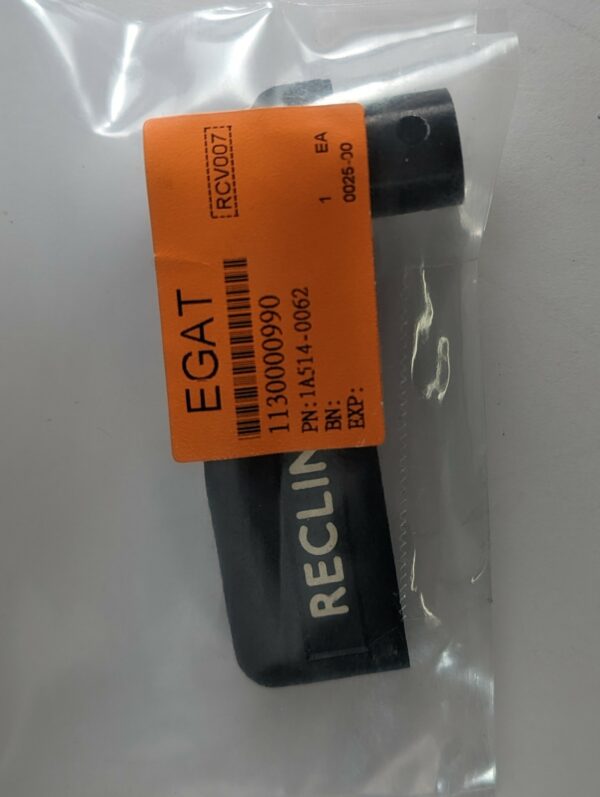 EGAT
RCV007
1130000990
PN:1A514-0062
1 EA
BN:
EXP:
0025-00
RECLIN